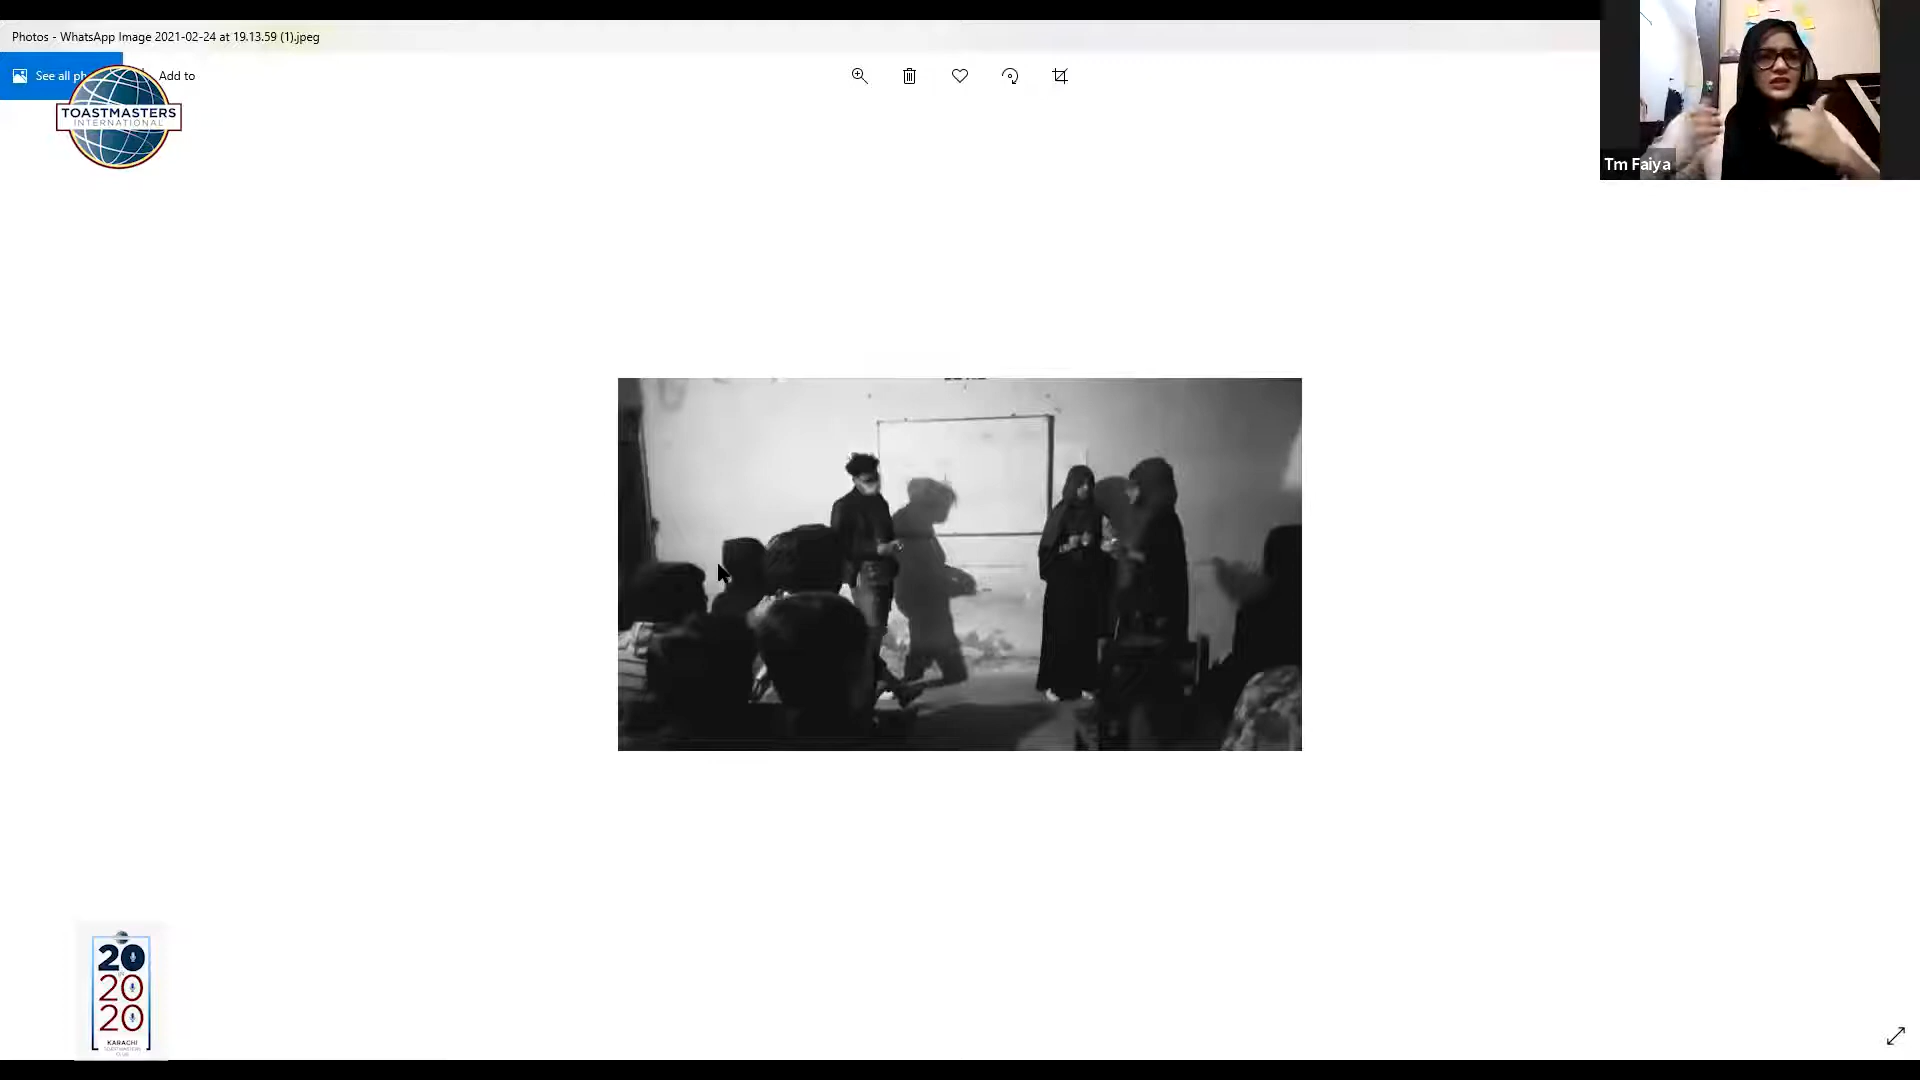 Photos - WhatsApp Image 2021-02-24 at 19.13.59 (1).jpeg
See all ph
Add to
TOASTMASTERS
INTERNATIONAL
Tm Faiya
20
20
20
KARACHI